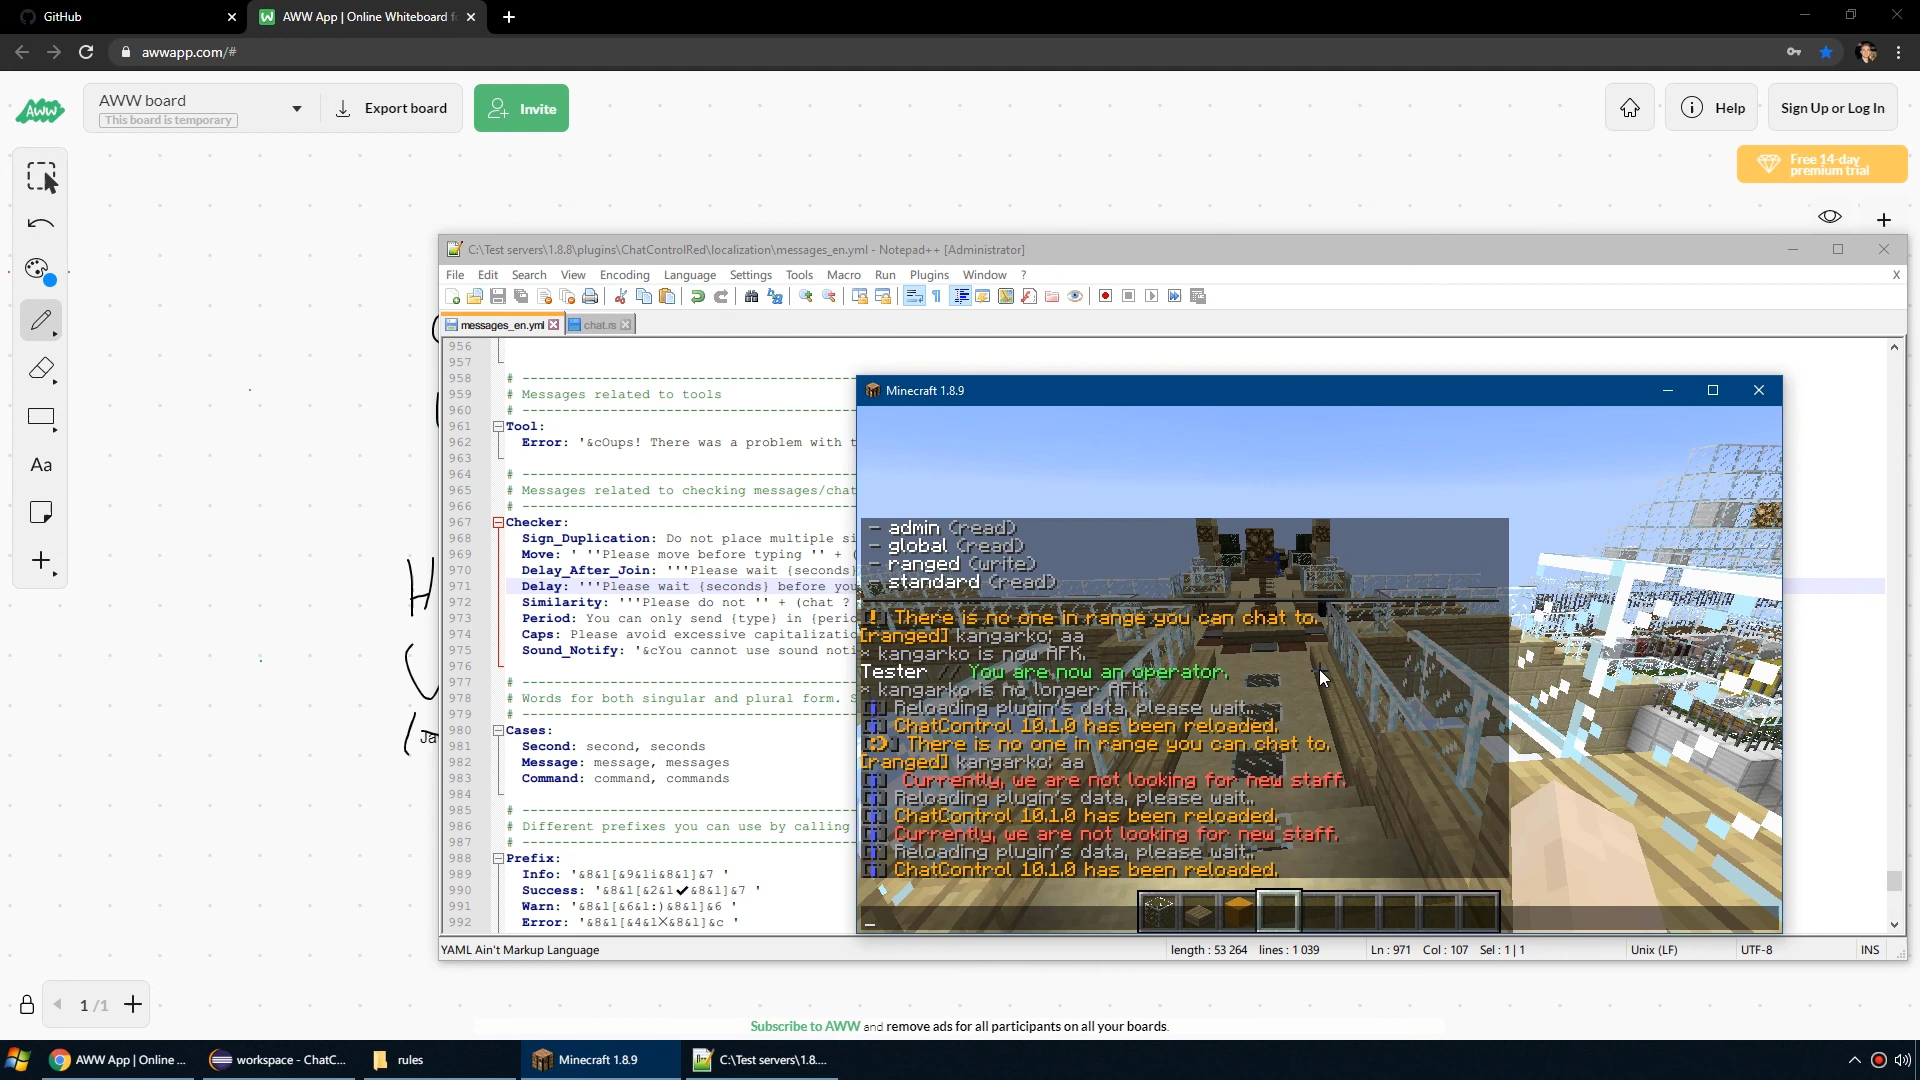 GitHub
AWW App | Online Whiteboard fo
awwapp.com/#
AWW
AWW board
This board is temporary
Export board
Invite
Help
Sign Up or Log In
Free 14-day
premium trial
Aa
H
1/1
Subscribe to AWW and remove ads for all participants on all your boards.
C:\Test servers\1.8.8\plugins\ChatControlRed\localization\messages_en.yml - Notepad++ [Administrator]
File Edit Search View Encoding Language Settings Tools Macro Run Plugins Window ?
X
messages_en.yml
chat.rs
956
957
958 # -----------------------------------------
959 # Messages related to tools
960 # -----------------------------------------
961 Tool:
962 Error: '&cOups! There was a problem with t
963
964 # -----------------------------------------
965 # Messages related to checking messages/chat
966 # -----------------------------------------
967 Checker:
968 Sign_Duplication: Do not place multiple si
969 Move: ' ''Please move before typing '' + (
970 Delay_After_Join: '''Please wait {seconds}
971 Delay: '''Please wait {seconds} before you
972 Similarity: '''Please do not '' + (chat ?
973 Period: You can only send {type} in {perio
974 Caps: Please avoid excessive capitalizatio
975 Sound_Notify: '&cYou cannot use sound noti
976
977 # -----------------------------------------
978 # Words for both singular and plural form. S
979 # -----------------------------------------
980 Cases:
981 Second: second, seconds
982 Message: message, messages
983 Command: command, commands
984
985 # -----------------------------------------
986 # Different prefixes you can use by calling
987 # -----------------------------------------
988 Prefix:
989 Info: '&8&l[&9&li&8&l]&7 '
990 Success: '&8&l[&2&l✔&8&l]&7 '
991 Warn: '&8&l[&6&l:)&8&l]&6 '
992 Error: '&8&l[&4&l✕&8&l]&c '
Ja
Minecraft 1.8.9
- admin (read)
- global (read)
- ranged (write)
- standard (read)
[!] There is no one in range you can chat to.
[ranged] kangarko: aa
* kangarko is now AFK.
Tester // You are now an operator.
* kangarko is no longer AFK.
[i] Reloading plugin's data, please wait..
[i] ChatControl 10.1.0 has been reloaded.
[:)] There is no one in range you can chat to.
[ranged] kangarko: aa
[i] Currently, we are not looking for new staff.
[i] Reloading plugin's data, please wait..
[i] ChatControl 10.1.0 has been reloaded.
[i] Currently, we are not looking for new staff.
[i] Reloading plugin's data, please wait..
[i] ChatControl 10.1.0 has been reloaded.
_
YAML Ain't Markup Language
length : 53 264 lines : 1 039
Ln : 971 Col : 107 Sel : 1 | 1
Unix (LF)
UTF-8
INS
AWW App | Online ...
workspace - ChatC...
rules
Minecraft 1.8.9
C:\Test servers\1.8....